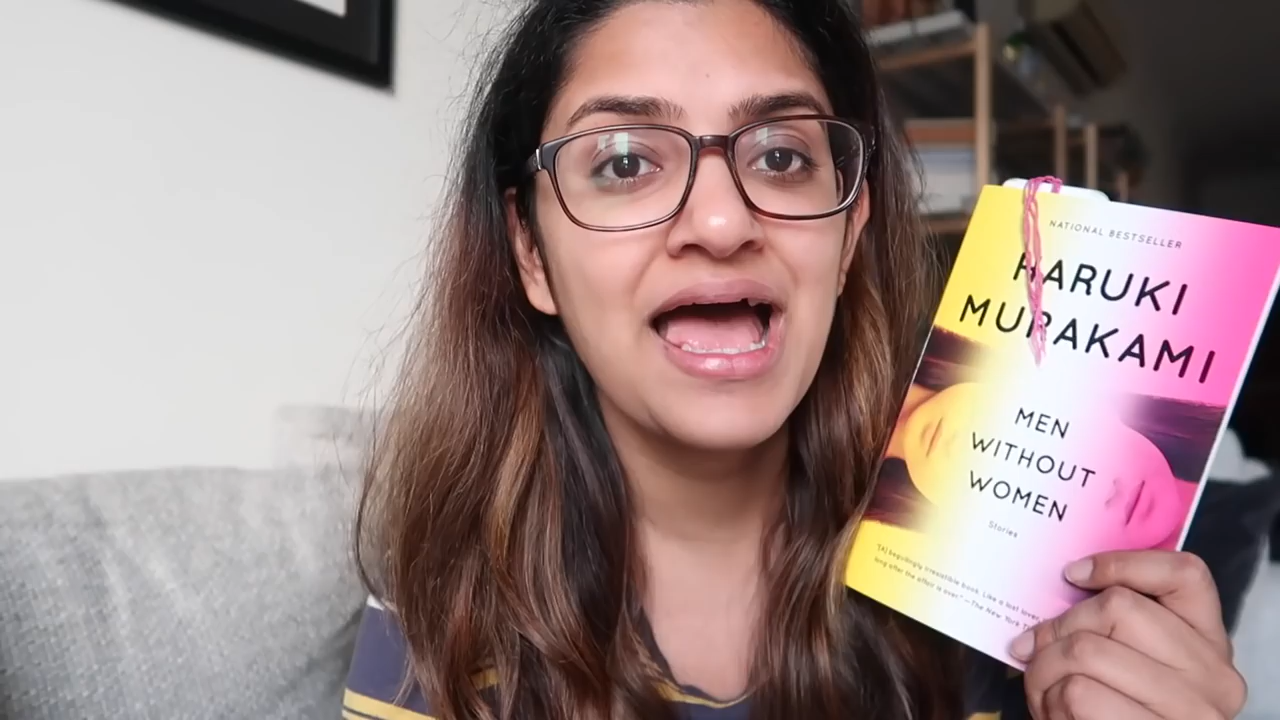 NATIONAL BESTSELLER
HARUKI
MURAKAMI
MEN
WITHOUT
WOMEN
Stories
"[A] beguilingly irresistible book. Like a lost lover,
long after the affair is over." —The New York